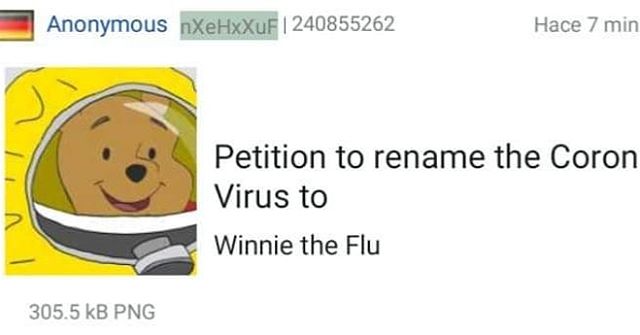 Anonymous nXeHxXuF | 240855262 Hace 7 min
Petition to rename the Coron
Virus to
Winnie the Flu
305.5 kB PNG